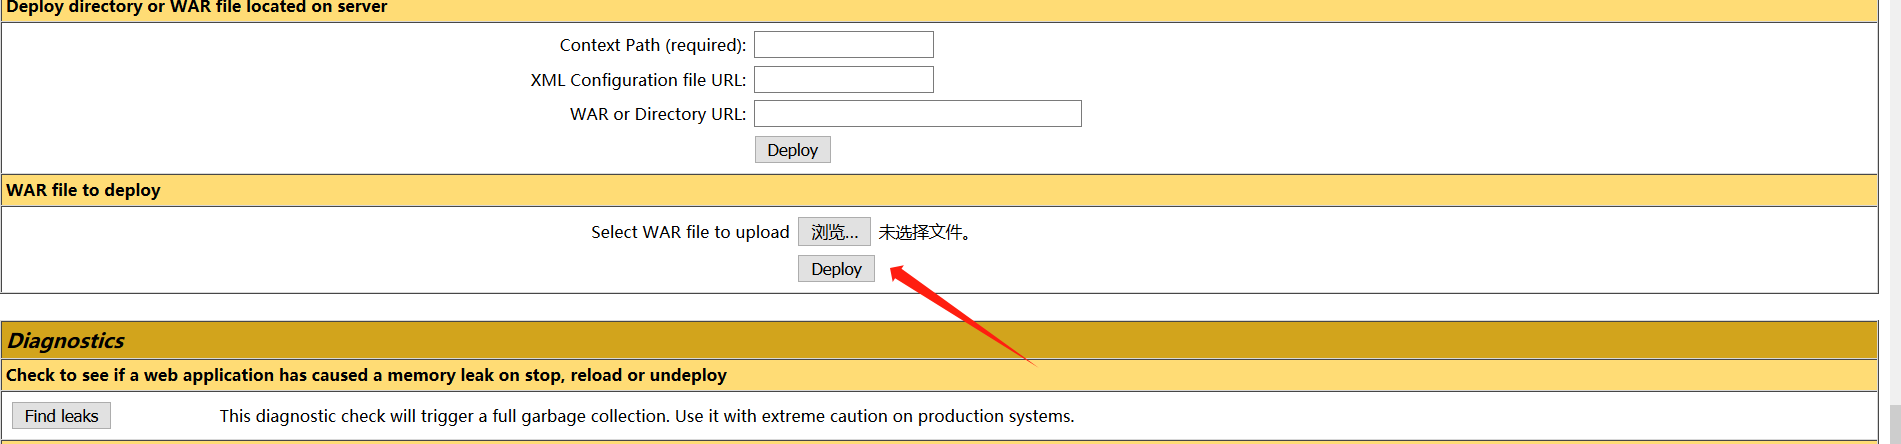 Deploy directory or WAR file located on server
Context Path (required):
XML Configuration file URL:
WAR or Directory URL:
Deploy
WAR file to deploy
Select WAR file to upload 浏览... 未选择文件。
Deploy
Diagnostics
Check to see if a web application has caused a memory leak on stop, reload or undeploy
Find leaks This diagnostic check will trigger a full garbage collection. Use it with extreme caution on production systems.